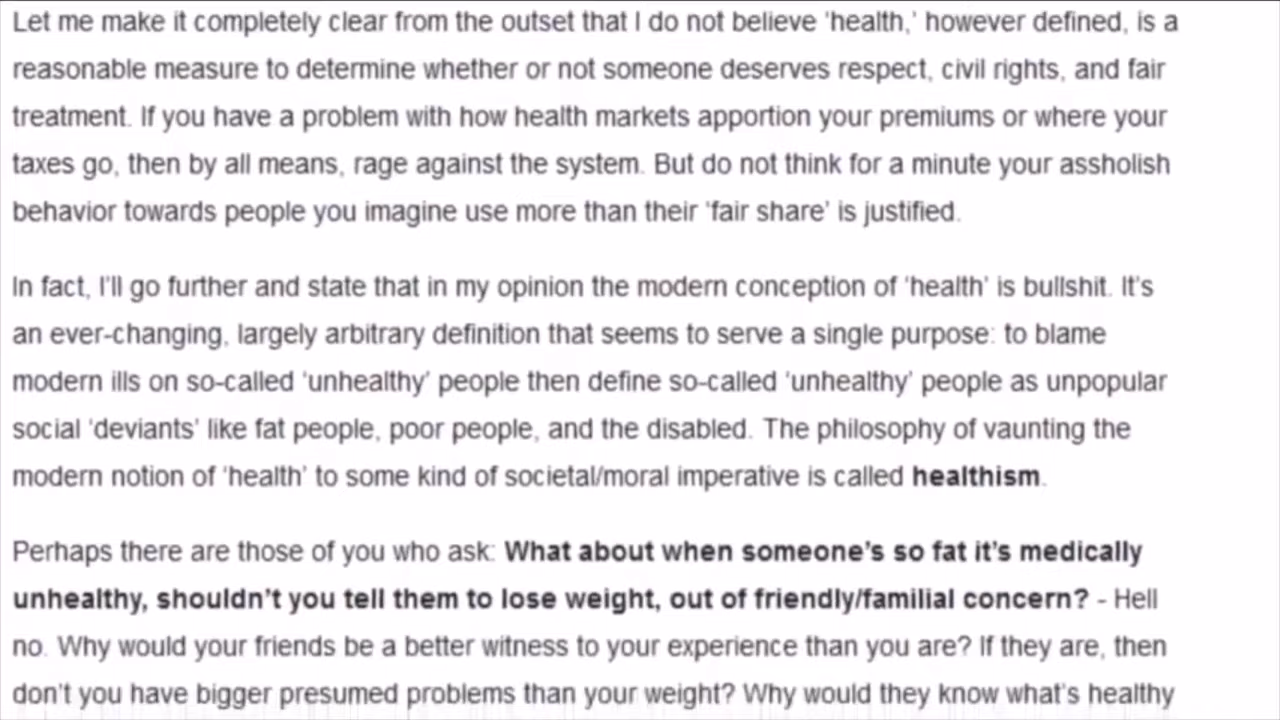 Let me make it completely clear from the outset that I do not believe 'health,' however defined, is a
reasonable measure to determine whether or not someone deserves respect, civil rights, and fair
treatment. If you have a problem with how health markets apportion your premiums or where your
taxes go, then by all means, rage against the system. But do not think for a minute your assholish
behavior towards people you imagine use more than their 'fair share' is justified.
In fact, I'll go further and state that in my opinion the modern conception of 'health' is bullshit. It's
an ever-changing, largely arbitrary definition that seems to serve a single purpose: to blame
modern ills on so-called 'unhealthy' people then define so-called 'unhealthy' people as unpopular
social 'deviants' like fat people, poor people, and the disabled. The philosophy of vaunting the
modern notion of 'health' to some kind of societal/moral imperative is called healthism.
Perhaps there are those of you who ask: What about when someone's so fat it's medically
unhealthy, shouldn't you tell them to lose weight, out of friendly/familial concern? - Hell
no. Why would your friends be a better witness to your experience than you are? If they are, then
don't you have bigger presumed problems than your weight? Why would they know what's healthy